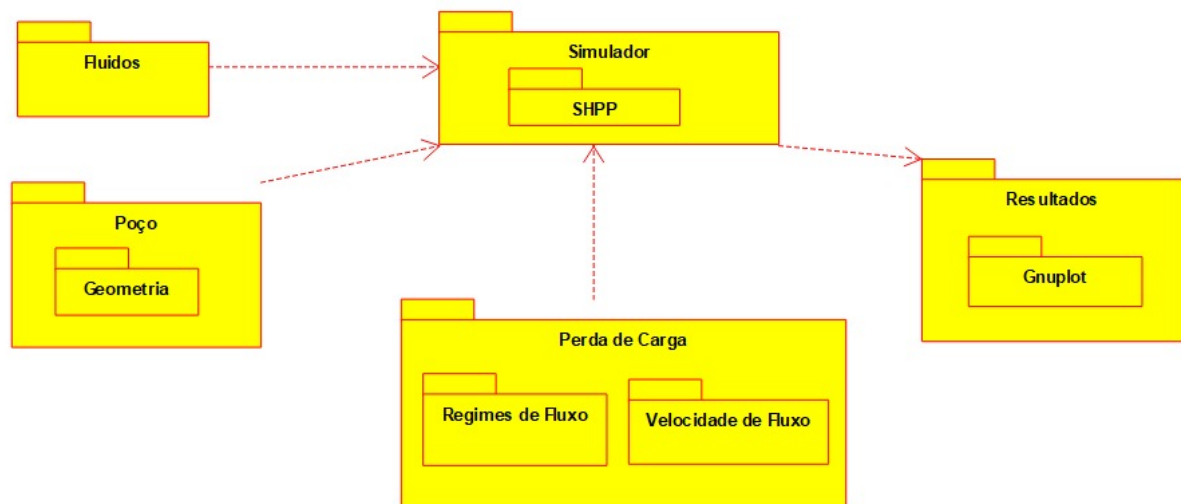 Fluidos
Simulador
SHPP
Poço
Geometria
Resultados
Gnuplot
Perda de Carga
Regimes de Fluxo
Velocidade de Fluxo